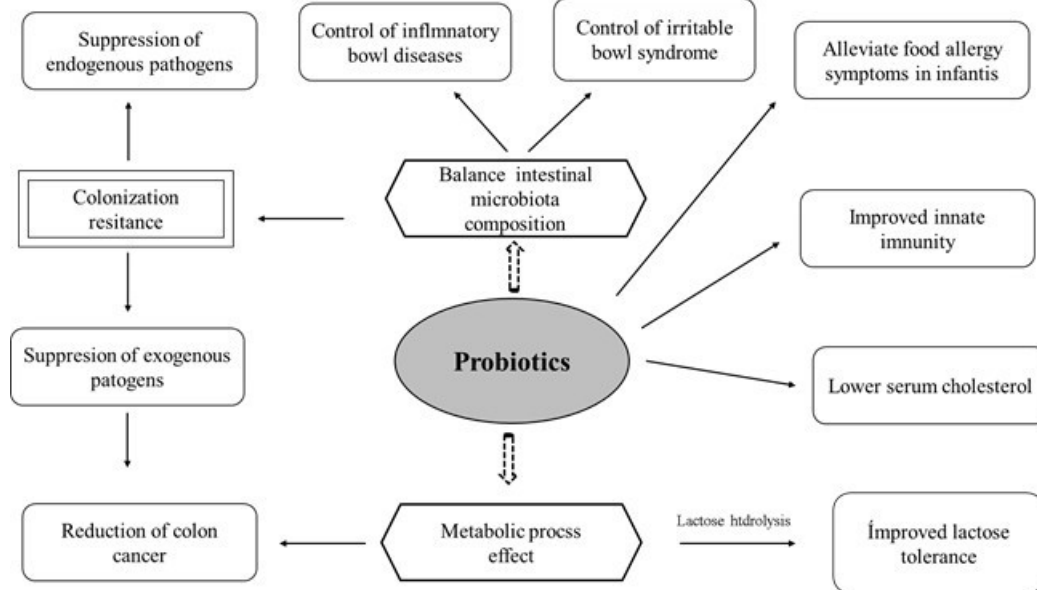 Suppression of
endogenous pathogens
Control of inflmnatory
bowl diseases
Control of irritable
bowl syndrome
Alleviate food allergy
symptoms in infantis
Colonization
resitance
Balance intestinal
microbiota
composition
Improved innate
imnunity
Suppresion of exogenous
patogens
Probiotics
Lower serum cholesterol
Reduction of colon
cancer
Metabolic procss
effect
Lactose htdrolysis
Ímproved lactose
tolerance